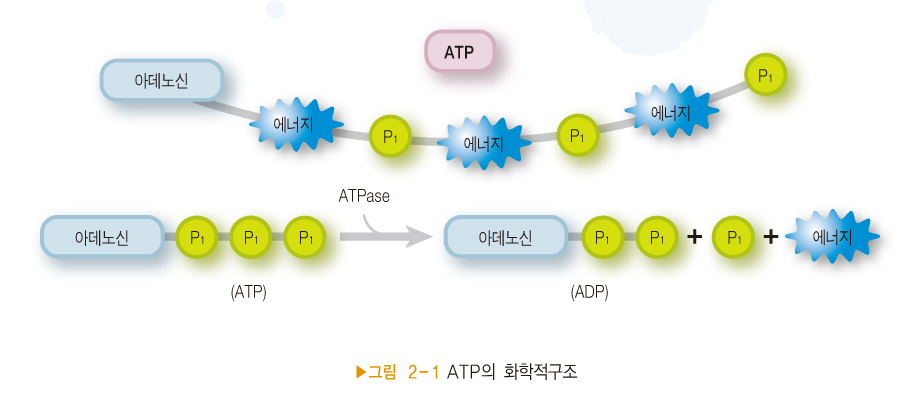 ATP
아데노신 에너지 P1 에너지 P1 에너지 P1
ATPase
아데노신 P1 P1 P1 아데노신 P1 P1 + P1 + 에너지
(ATP) (ADP)
▶그림 2-1 ATP의 화학적구조